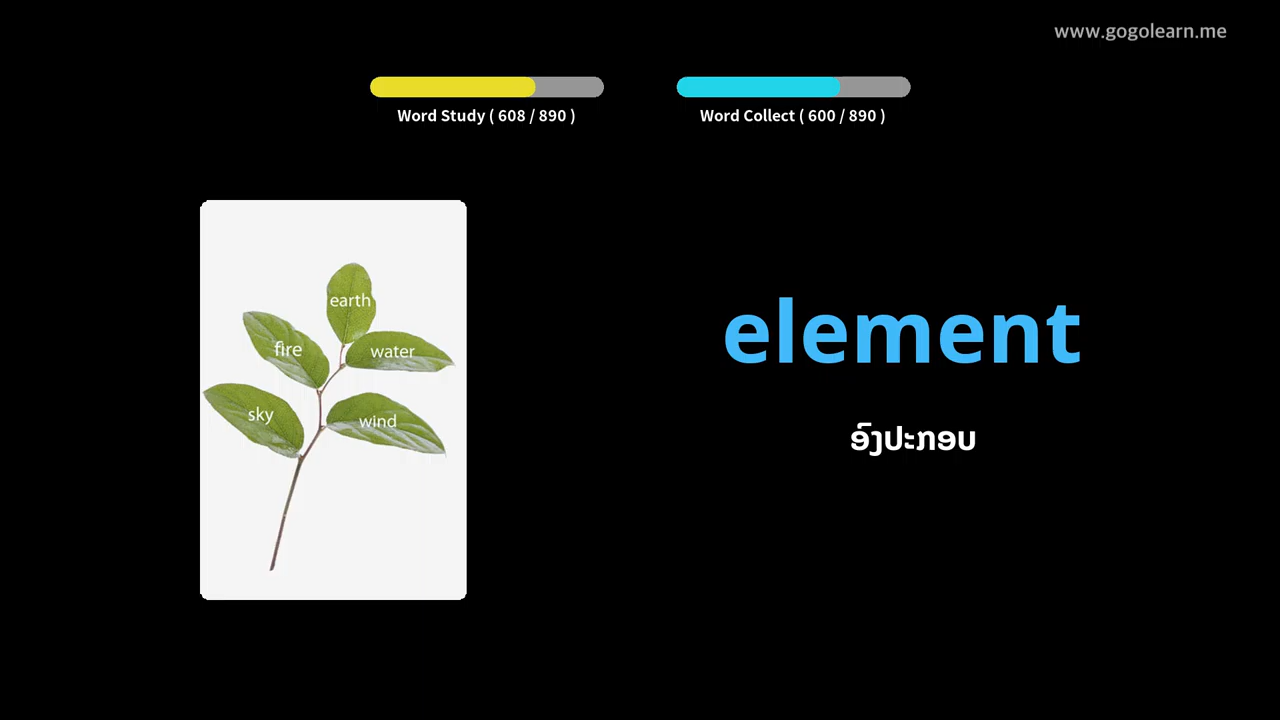 www.gogolearn.me
Word Study ( 608 / 890 )
Word Collect ( 600 / 890 )
earth
fire
water
sky
wind
element
ອົງປະກອບ